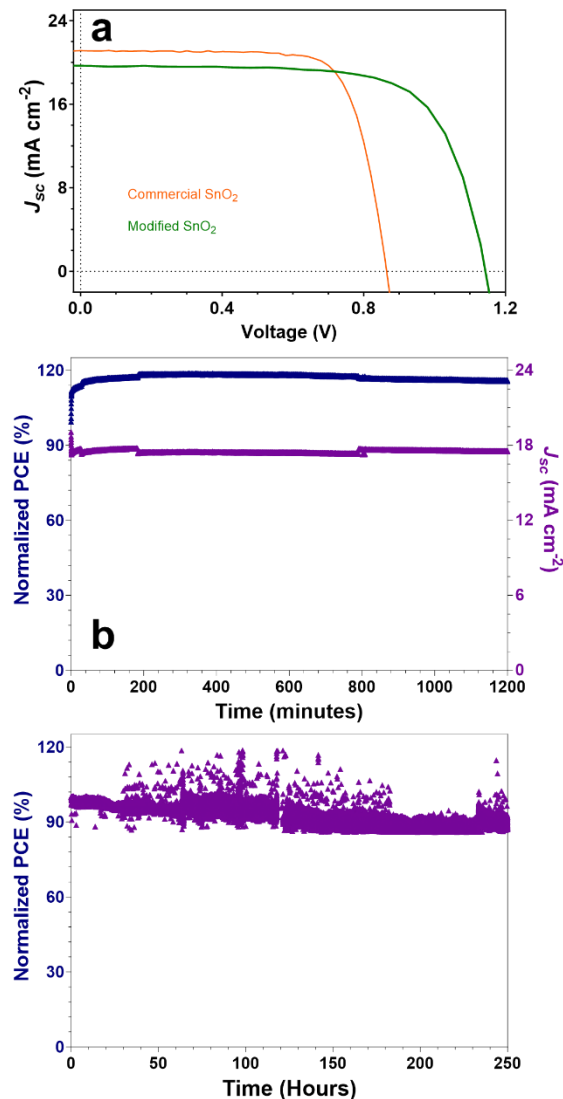 a
24
16
8
0
J_sc (mA cm⁻²)
Commercial SnO₂
Modified SnO₂
0.0 0.4 0.8 1.2
Voltage (V)
120
90
60
30
0
Normalized PCE (%)
24
18
12
6
0
J_sc (mA cm⁻²)
b
0 200 400 600 800 1000 1200
Time (minutes)
120
90
60
30
0
Normalized PCE (%)
0 50 100 150 200 250
Time (Hours)